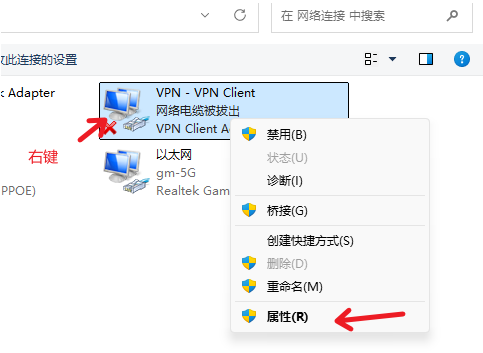 在 网络连接 中搜索
改此连接的设置
Adapter
VPN - VPN Client
网络电缆被拔出
VPN Client A
右键
以太网
gm-5G
Realtek Gam
PPPOE)
禁用(B)
状态(U)
诊断(I)
桥接(G)
创建快捷方式(S)
删除(D)
重命名(M)
属性(R)